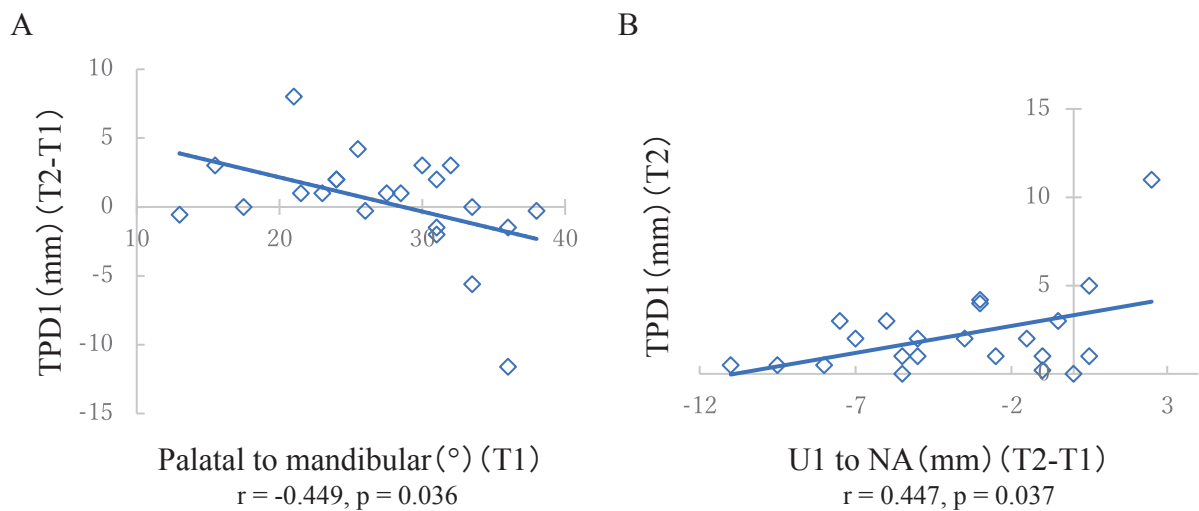 A
TPD1(mm)(T2-T1)
10
5
0
-5
-10
-15
10
20
30
40
Palatal to mandibular(°)(T1)
r = -0.449, p = 0.036
B
TPD1(mm)(T2)
15
10
5
0
-12
-7
-2
3
U1 to NA(mm)(T2-T1)
r = 0.447, p = 0.037